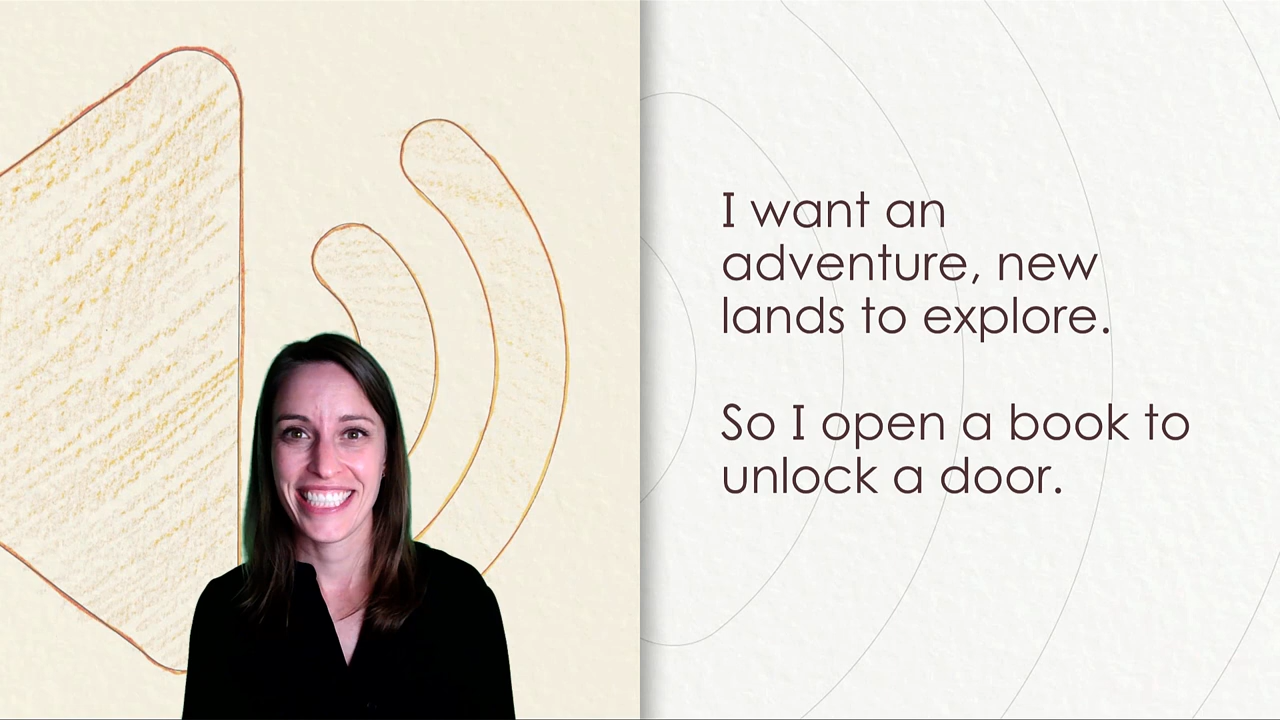 I want an
adventure, new
lands to explore.
So I open a book to
unlock a door.